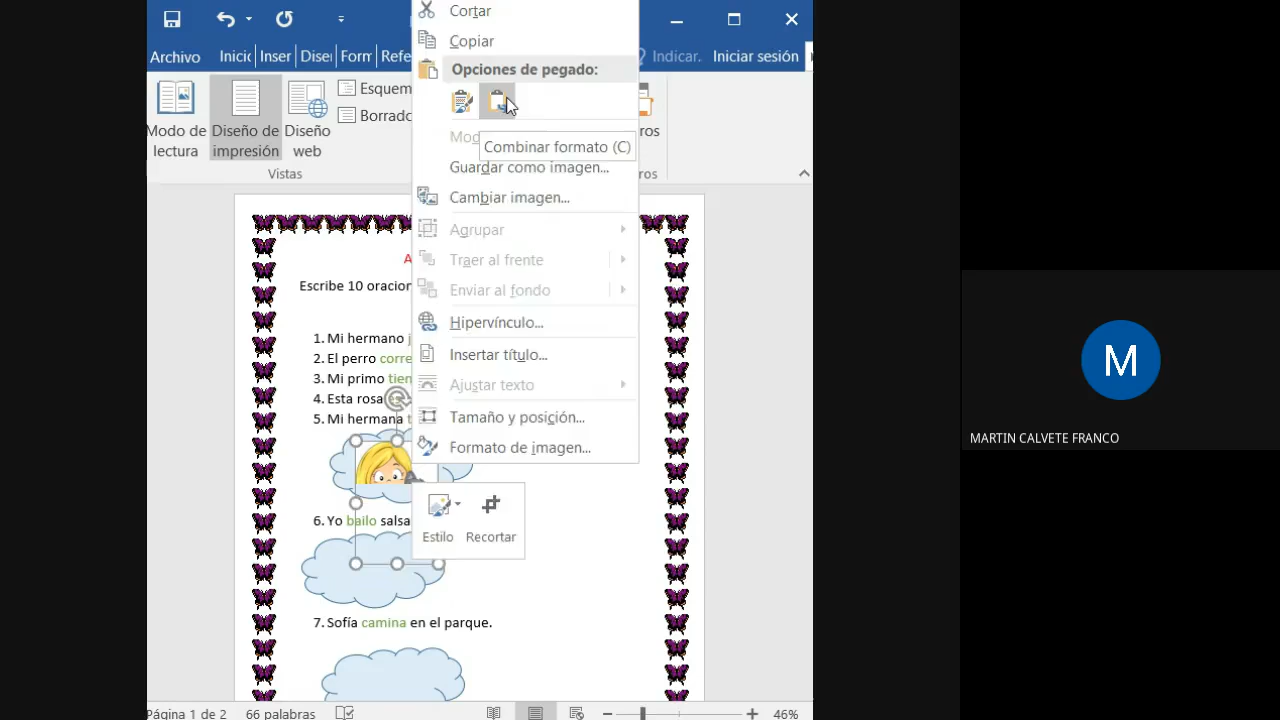 Archivo
Inicio
Inser
Diseñ
Form
Refe
Indicar.
Iniciar sesión
Modo de lectura
Diseño de impresión
Diseño web
Esquem
Borrado
Vistas
Cortar
Copiar
Opciones de pegado:
Combinar formato (C)
Guardar como imagen...
Cambiar imagen...
Agrupar
Traer al frente
Enviar al fondo
Hipervínculo...
Insertar título...
Ajustar texto
Tamaño y posición...
Formato de imagen...
Estilo
Recortar
Escribe 10 oracion
1. Mi hermano j
2. El perro corre
3. Mi primo tien
4. Esta rosa
5. Mi hermana t
6. Yo bailo salsa
7. Sofía camina en el parque.
Página 1 de 2
66 palabras
46%
M
MARTIN CALVETE FRANCO